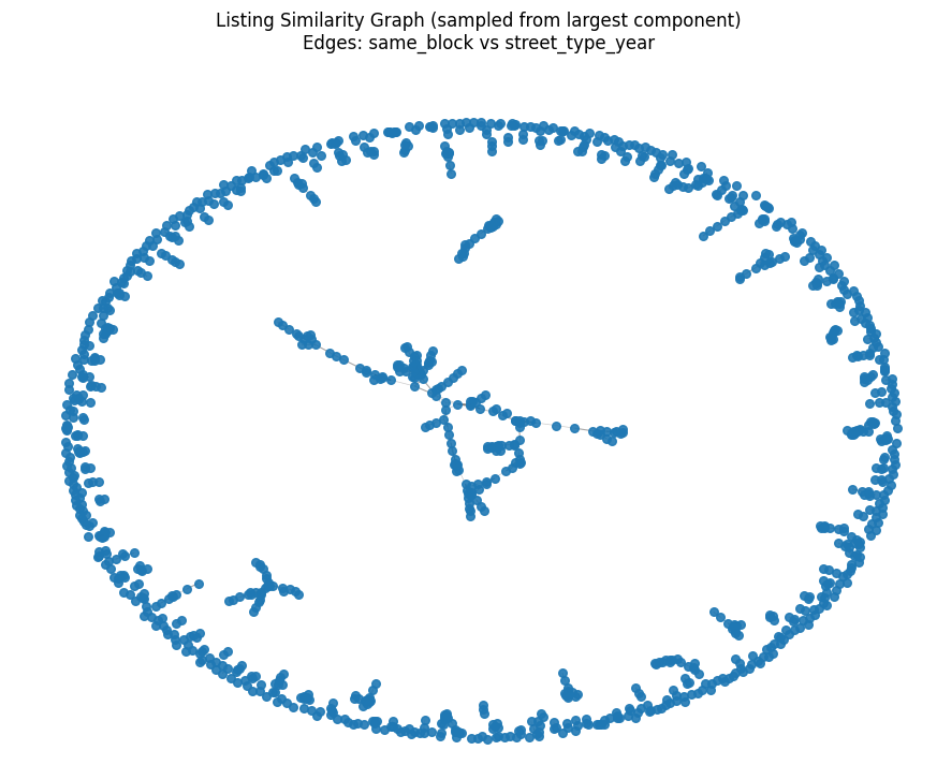 Listing Similarity Graph (sampled from largest component)
Edges: same_block vs street_type_year